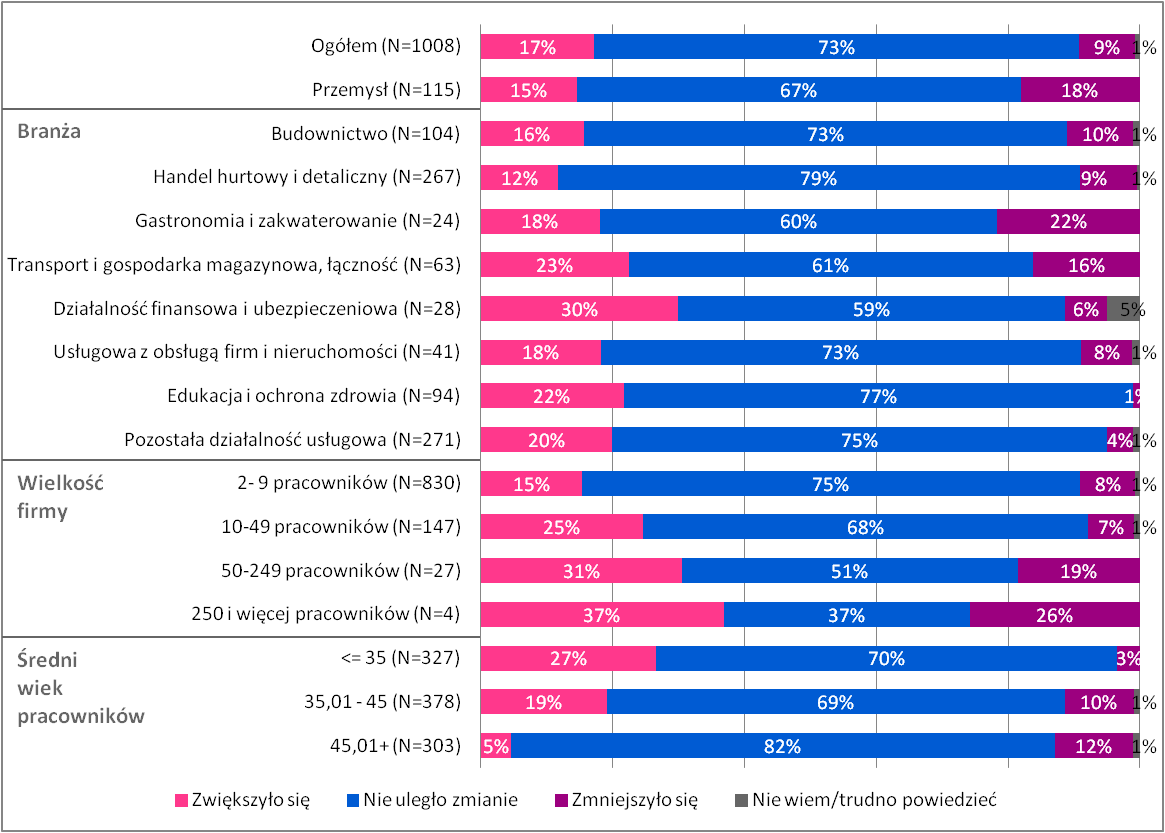 Ogółem (N=1008) 17% 73% 9% 1%
Przemysł (N=115) 15% 67% 18%
Branża
Budownictwo (N=104) 16% 73% 10% 1%
Handel hurtowy i detaliczny (N=267) 12% 79% 9% 1%
Gastronomia i zakwaterowanie (N=24) 18% 60% 22%
Transport i gospodarka magazynowa, łączność (N=63) 23% 61% 16%
Działalność finansowa i ubezpieczeniowa (N=28) 30% 59% 6% 5%
Usługowa z obsługą firm i nieruchomości (N=41) 18% 73% 8% 1%
Edukacja i ochrona zdrowia (N=94) 22% 77% 1%
Pozostała działalność usługowa (N=271) 20% 75% 4% 1%
Wielkość
firmy
2- 9 pracowników (N=830) 15% 75% 8% 1%
10-49 pracowników (N=147) 25% 68% 7% 1%
50-249 pracowników (N=27) 31% 51% 19%
250 i więcej pracowników (N=4) 37% 37% 26%
Średni
wiek
pracowników
<= 35 (N=327) 27% 70% 3%
35,01 - 45 (N=378) 19% 69% 10% 1%
45,01+ (N=303) 5% 82% 12% 1%
Zwiększyło się Nie uległo zmianie Zmniejszyło się Nie wiem/trudno powiedzieć